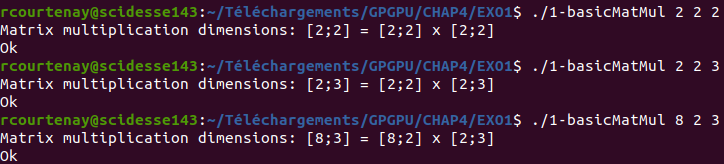 rcourtenay@scidesse143:~/Téléchargements/GPGPU/CHAP4/EXO1$ ./1-basicMatMul 2 2 2
Matrix multiplication dimensions: [2;2] = [2;2] x [2;2]
Ok
rcourtenay@scidesse143:~/Téléchargements/GPGPU/CHAP4/EXO1$ ./1-basicMatMul 2 2 3
Matrix multiplication dimensions: [2;3] = [2;2] x [2;3]
Ok
rcourtenay@scidesse143:~/Téléchargements/GPGPU/CHAP4/EXO1$ ./1-basicMatMul 8 2 3
Matrix multiplication dimensions: [8;3] = [8;2] x [2;3]
Ok